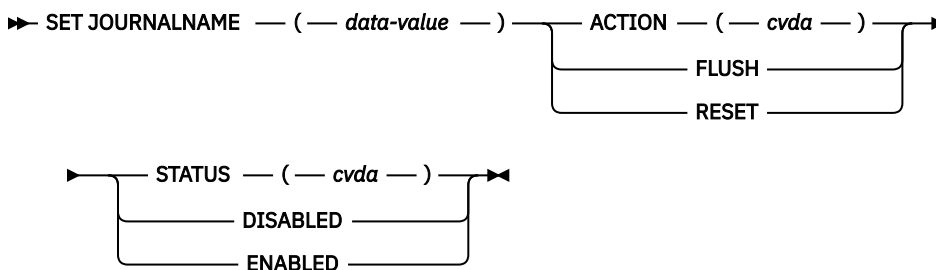 SET JOURNALNAME ( data-value ) ACTION ( cvda )
FLUSH
RESET
STATUS ( cvda )
DISABLED
ENABLED